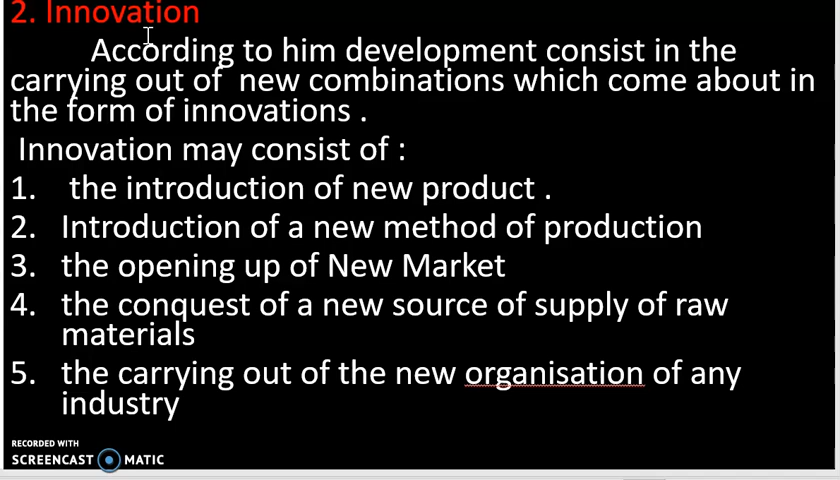 2. Innovation
According to him development consist in the
carrying out of new combinations which come about in
the form of innovations .
Innovation may consist of :
1. the introduction of new product .
2. Introduction of a new method of production
3. the opening up of New Market
4. the conquest of a new source of supply of raw
materials
5. the carrying out of the new organisation of any
industry
RECORDED WITH
SCREENCAST MATIC